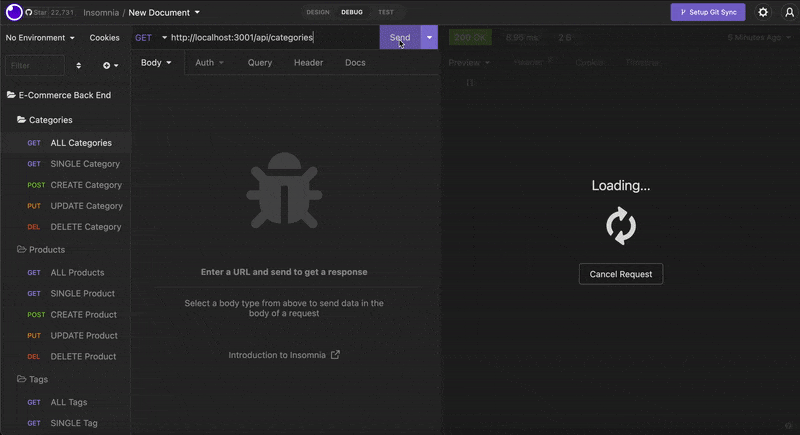 Star 22,731 Insomnia / New Document
DESIGN DEBUG TEST
Setup Git Sync
No Environment Cookies
GET http://localhost:3001/api/categories
Send
200 OK 6.95 ms 2 B
5 Minutes Ago
Filter
Body Auth Query Header Docs
Preview Header Cookie Timeline
[]
E-Commerce Back End
Categories
GET ALL Categories
GET SINGLE Category
POST CREATE Category
PUT UPDATE Category
DEL DELETE Category
Products
GET ALL Products
GET SINGLE Product
POST CREATE Product
PUT UPDATE Product
DEL DELETE Product
Tags
GET ALL Tags
GET SINGLE Tag
Enter a URL and send to get a response
Select a body type from above to send data in the
body of a request
Introduction to Insomnia
Loading...
Cancel Request